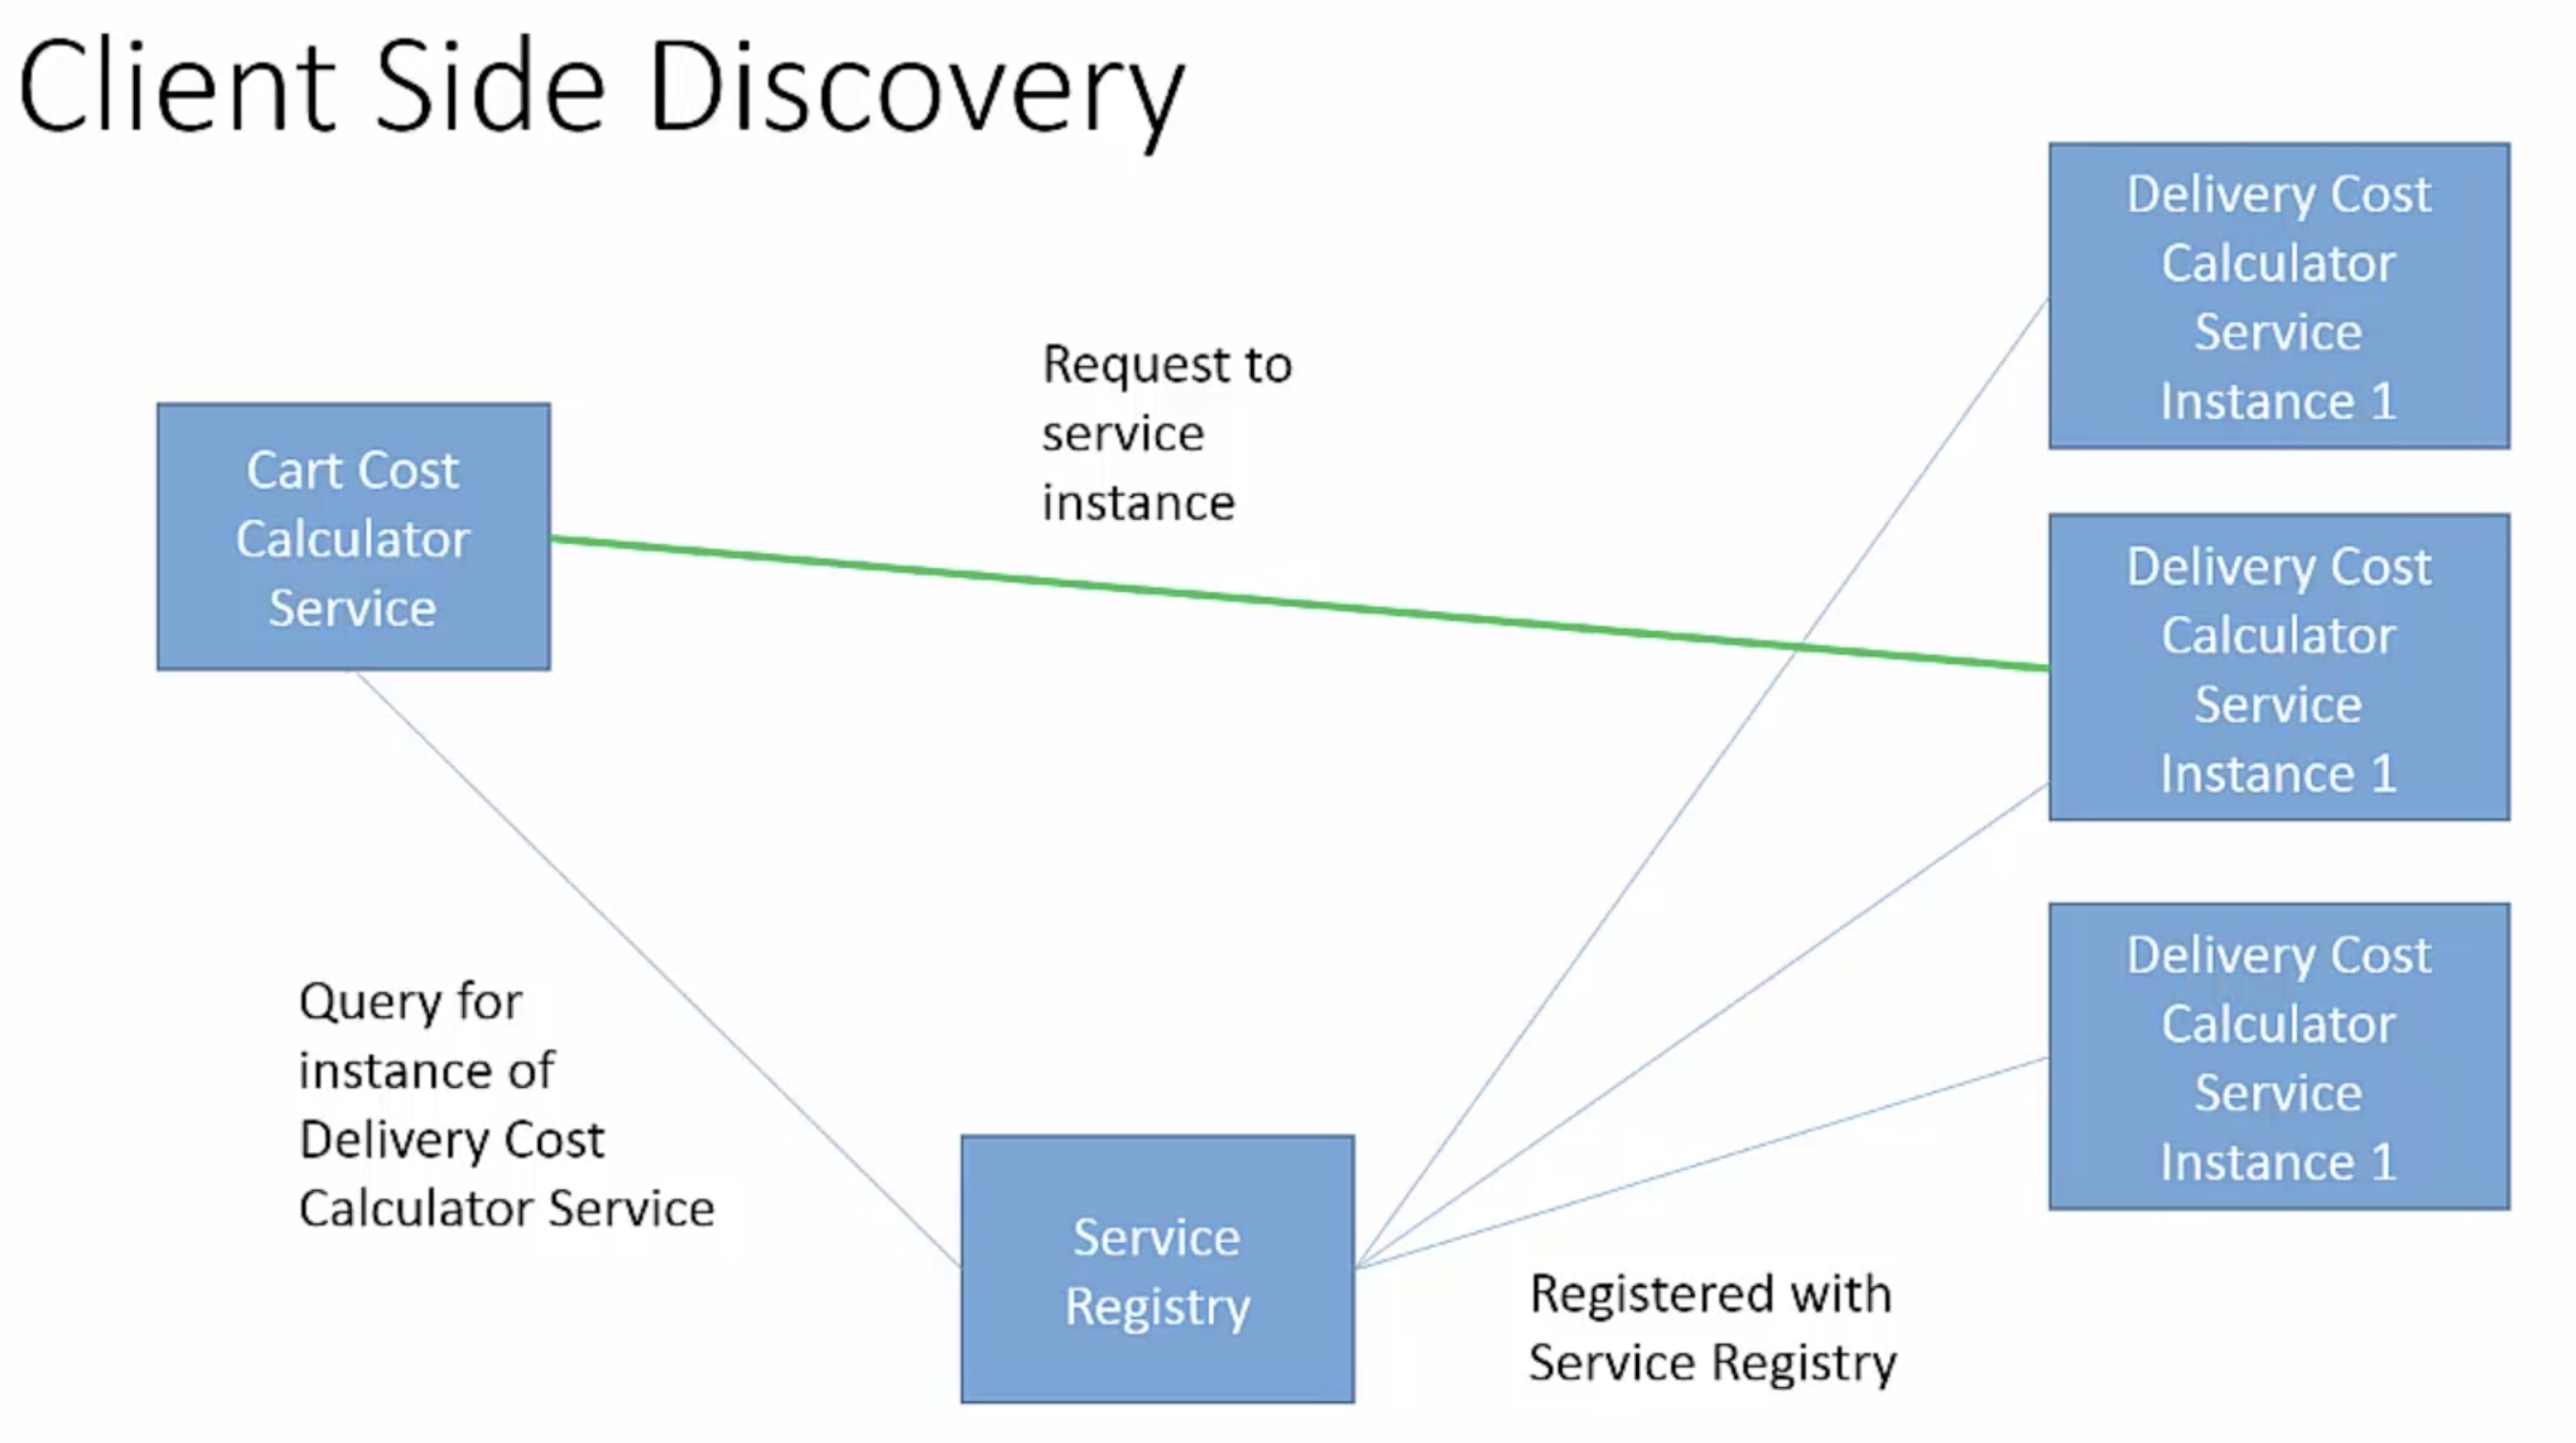 Client Side Discovery
Delivery Cost
Calculator
Service
Instance 1
Request to
service
instance
Cart Cost
Calculator
Service
Delivery Cost
Calculator
Service
Instance 1
Delivery Cost
Calculator
Service
Instance 1
Query for
instance of
Delivery Cost
Calculator Service
Service
Registry
Registered with
Service Registry